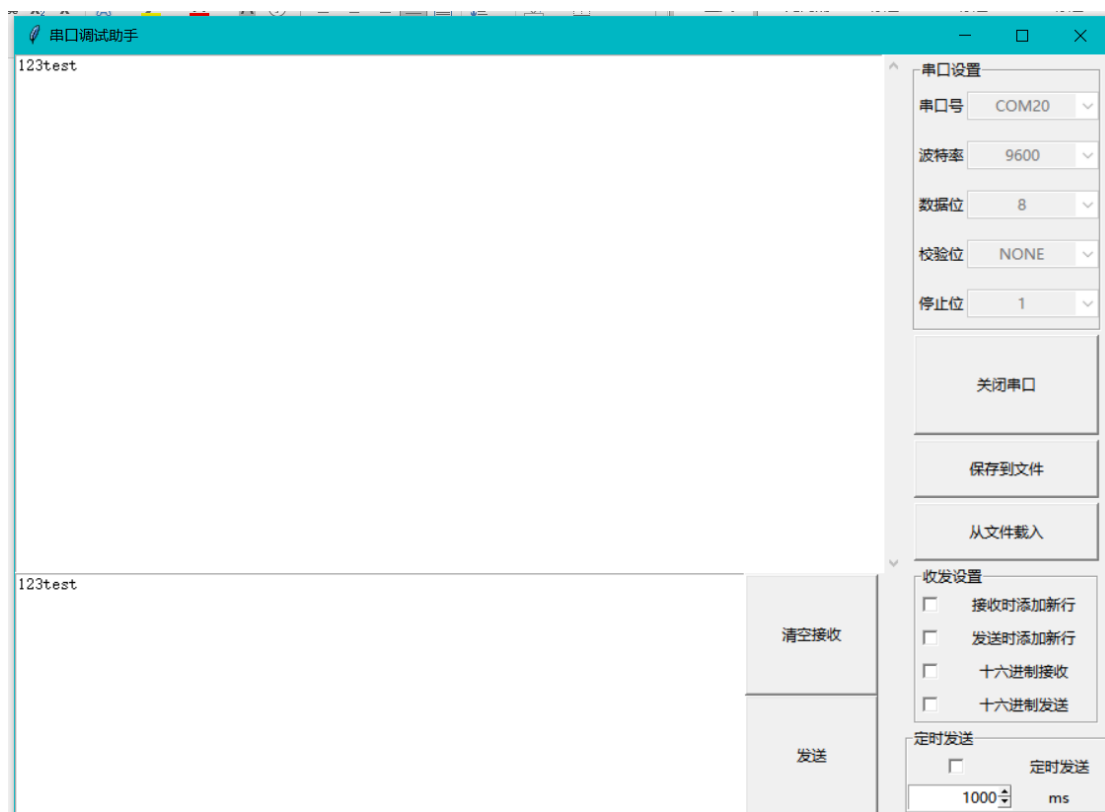 串口调试助手
123test
串口设置
串口号 COM20
波特率 9600
数据位 8
校验位 NONE
停止位 1
关闭串口
保存到文件
从文件载入
123test
清空接收
发送
收发设置
接收时添加新行
发送时添加新行
十六进制接收
十六进制发送
定时发送
定时发送
1000 ms